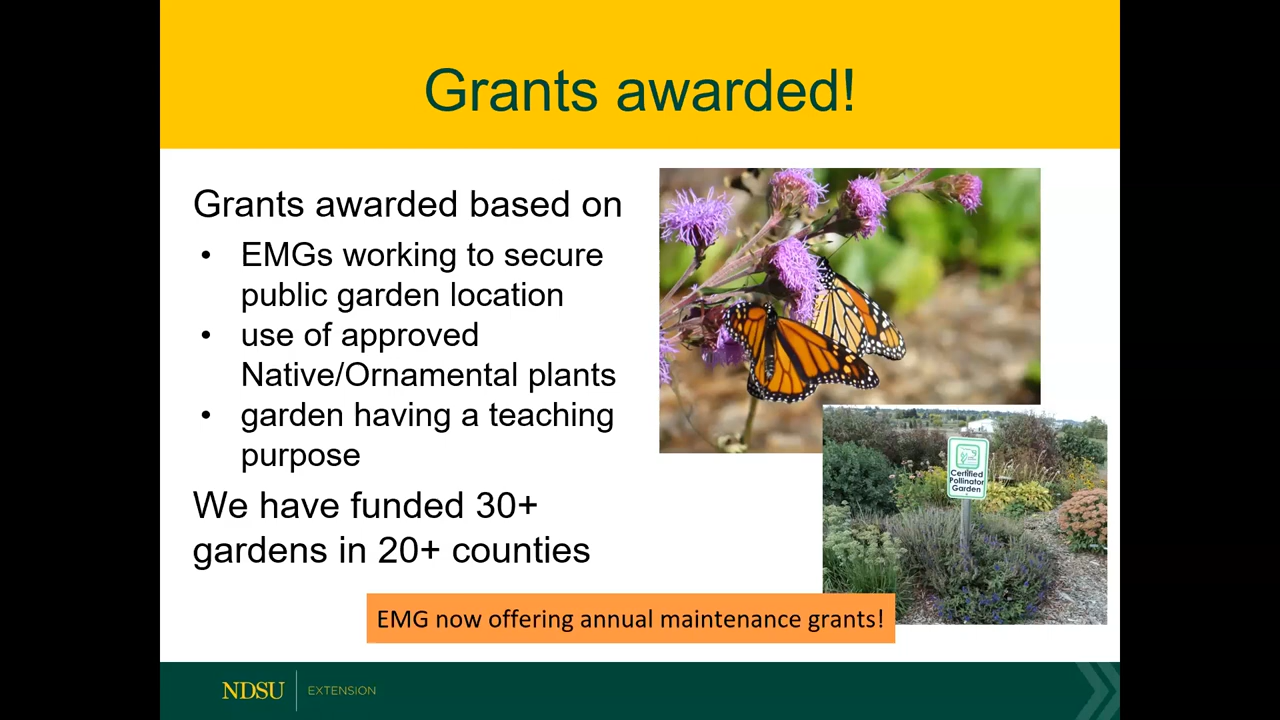 Grants awarded!
Grants awarded based on
• EMGs working to secure
public garden location
• use of approved
Native/Ornamental plants
• garden having a teaching
purpose
We have funded 30+
gardens in 20+ counties
Certified
Pollinator
Garden
EMG now offering annual maintenance grants!
NDSU EXTENSION